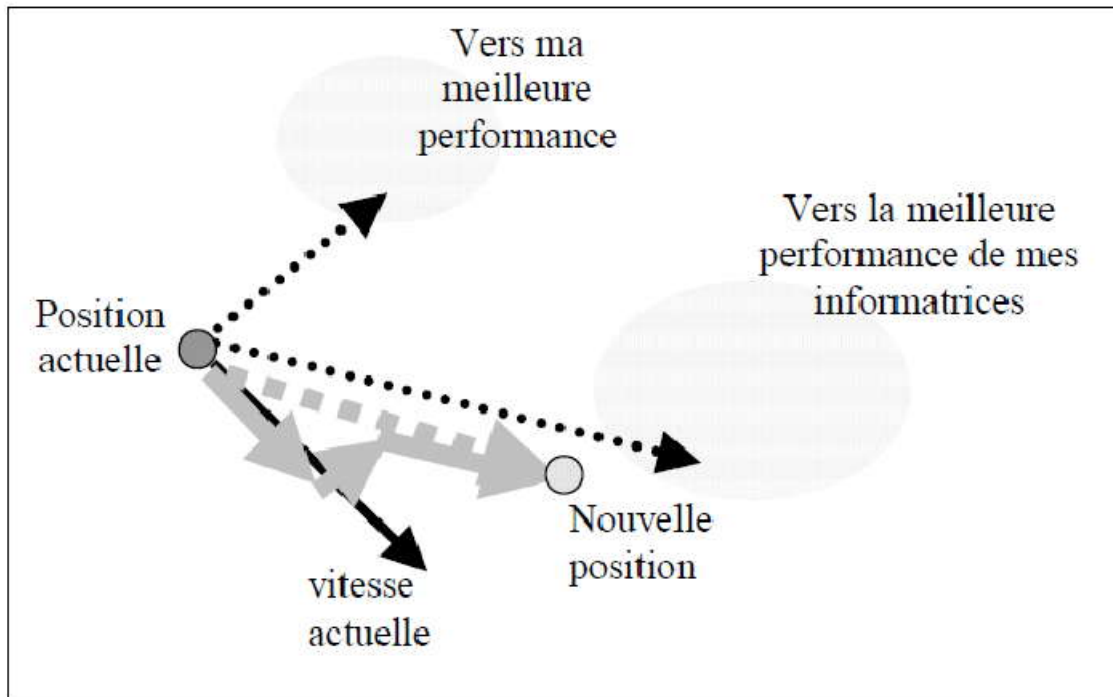 Vers ma
meilleure
performance
Vers la meilleure
performance de mes
informatrices
Position
actuelle
Nouvelle
position
vitesse
actuelle